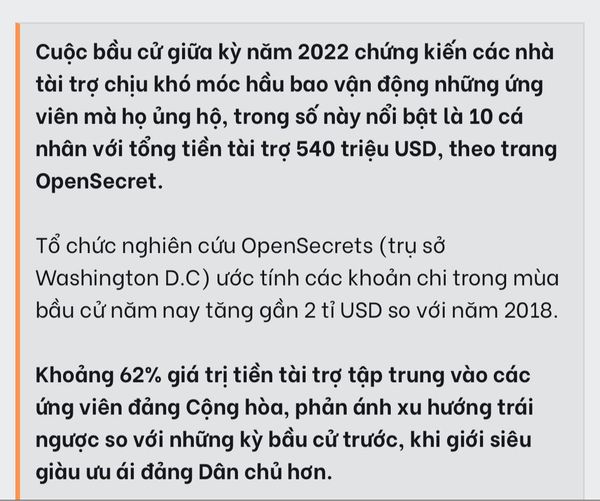 Cuộc bầu cử giữa kỳ năm 2022 chứng kiến các nhà
tài trợ chịu khó móc hầu bao vận động những ứng
viên mà họ ủng hộ, trong số này nổi bật là 10 cá
nhân với tổng tiền tài trợ 540 triệu USD, theo trang
OpenSecret.
Tổ chức nghiên cứu OpenSecrets (trụ sở
Washington D.C) ước tính các khoản chi trong mùa
bầu cử năm nay tăng gần 2 tỉ USD so với năm 2018.
Khoảng 62% giá trị tiền tài trợ tập trung vào các
ứng viên đảng Cộng hòa, phản ánh xu hướng trái
ngược so với những kỳ bầu cử trước, khi giới siêu
giàu ưu ái đảng Dân chủ hơn.